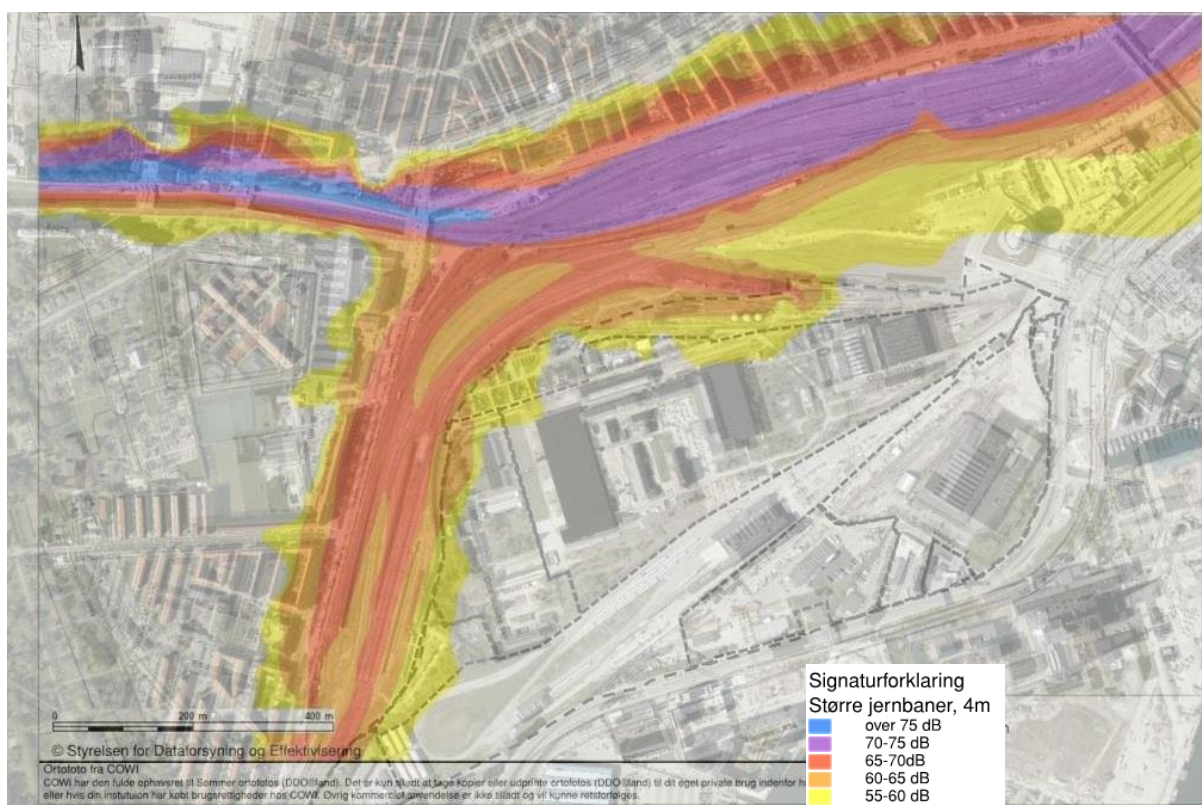 0 200 m 400 m
© Styrelsen for Dataforsyning og Effektivisering
Ortofoto fra COWI
COWI har den fulde ophavsret til Sommer ortofotos (DDO®land). Det er kun tilladt at tage kopier eller udprinte ortofotos (DDO®land) til dit eget private brug indenfor
eller hvis din instutuion har købt brugsrettigheder hos COWI. Øvrig kommerciel anvendelse er ikke tilladt og vil kunne retsforfølges.
Signaturforklaring
Større jernbaner, 4m
over 75 dB
70-75 dB
65-70dB
60-65 dB
55-60 dB